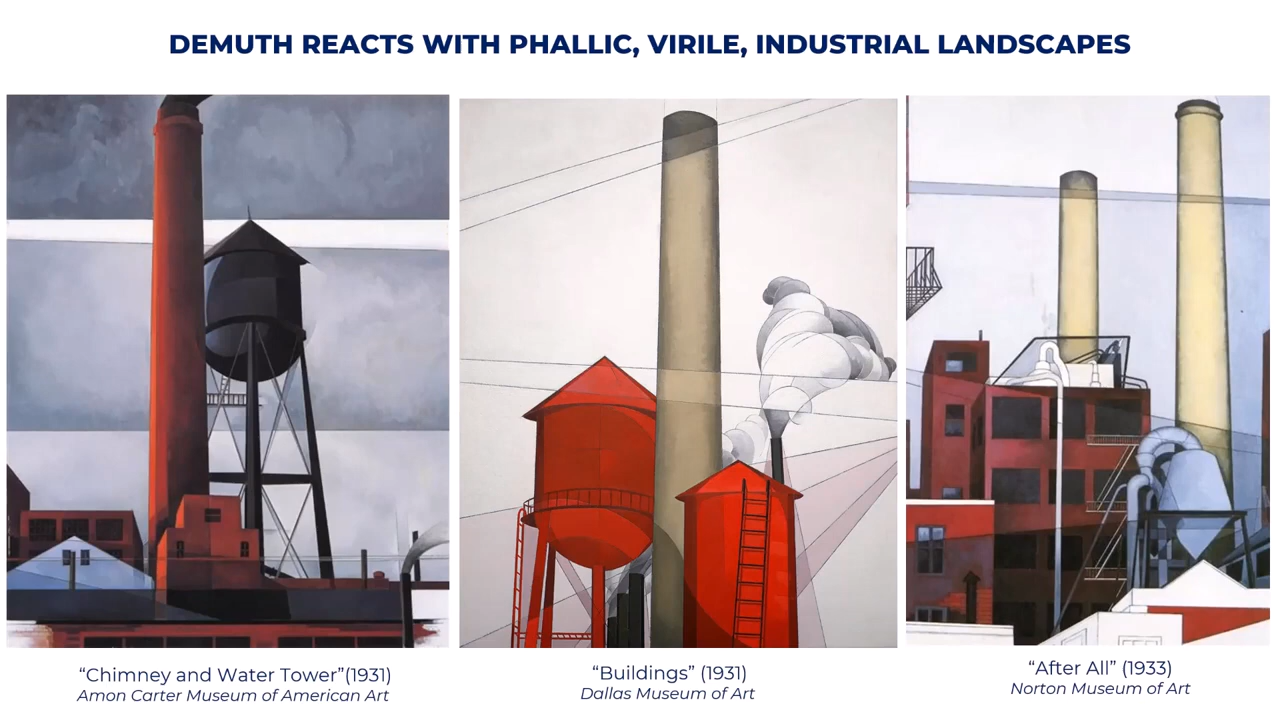 DEMUTH REACTS WITH PHALLIC, VIRILE, INDUSTRIAL LANDSCAPES
“Chimney and Water Tower”(1931)
Amon Carter Museum of American Art
“Buildings” (1931)
Dallas Museum of Art
“After All” (1933)
Norton Museum of Art